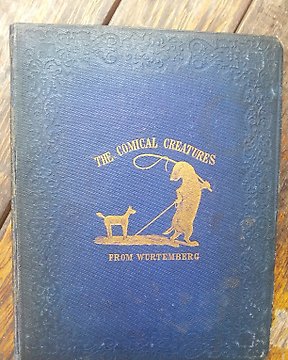 THE COMICAL CREATURES
FROM WURTEMBERG